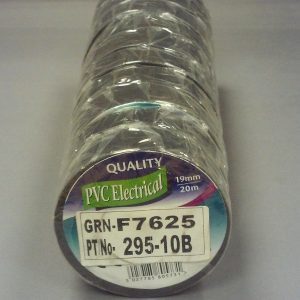 QUALITY
PVC Electrical
19mm
20m
GRN-F7625
PT No- 295-10B